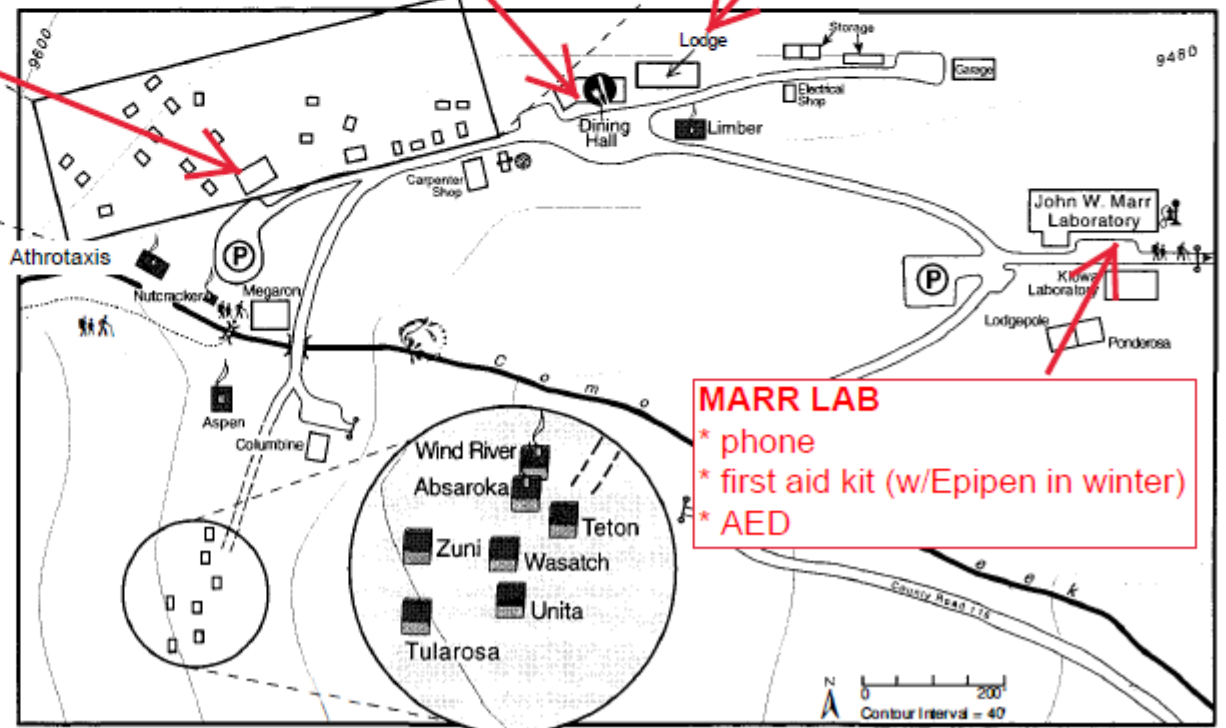 9600
Lodge
Storage
9480
Garage
Electrical
Shop
Dining
Hall
Limber
Carpenter
Shop
John W. Marr
Laboratory
Athrotaxis
P
P
Nutcracker
Megaron
Kiowa
Laboratory
Lodgepole
Ponderosa
Como
Aspen
Columbine
MARR LAB
* phone
* first aid kit (w/Epipen in winter)
* AED
Wind River
Absaroka
Teton
Zuni
Wasatch
Unita
Tularosa
eek
County Road 116
N
0 200'
Contour Interval = 40'